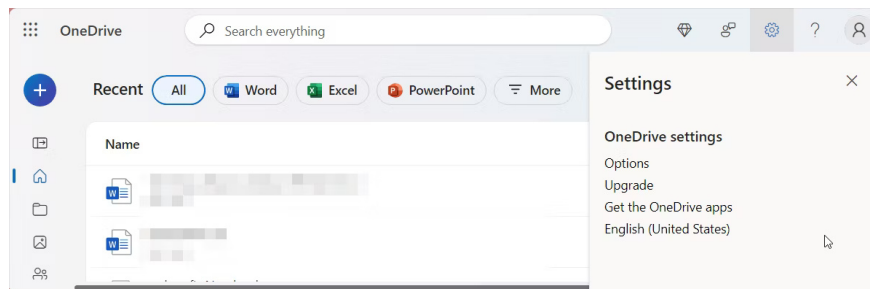 OneDrive
Search everything
Recent
All
Word
Excel
PowerPoint
More
Name
Settings
OneDrive settings
Options
Upgrade
Get the OneDrive apps
English (United States)